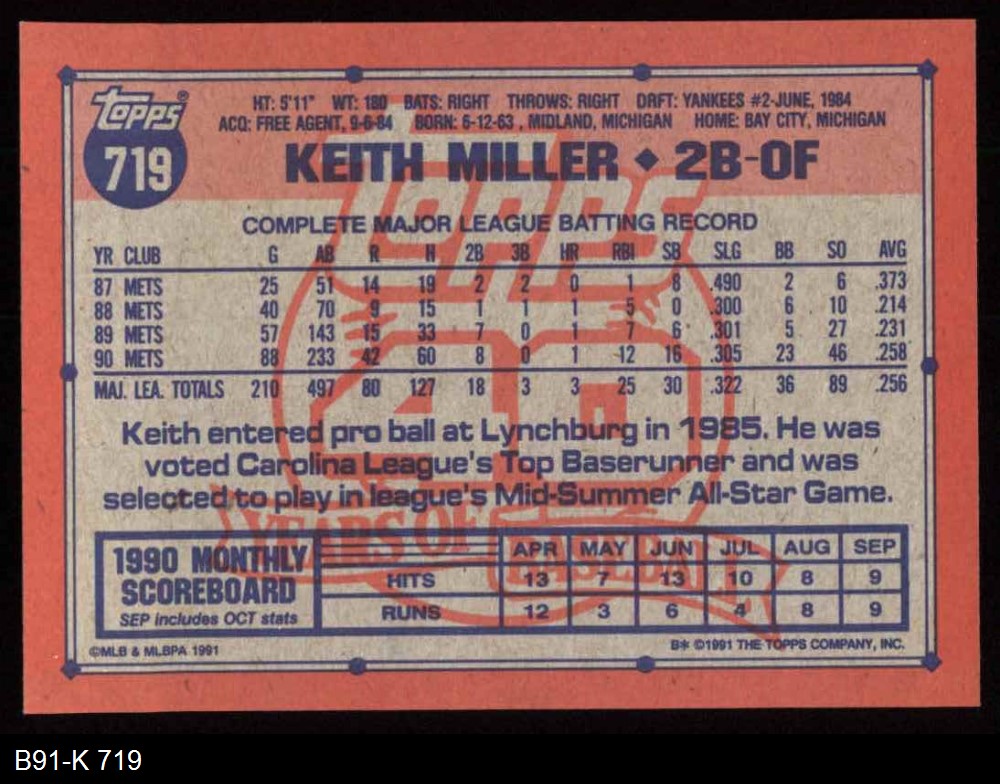 topps®
719
HT: 5'11" WT: 180 BATS: RIGHT THROWS: RIGHT DRFT: YANKEES #2-JUNE, 1984
ACQ: FREE AGENT, 9-6-84 BORN: 6-12-63 , MIDLAND, MICHIGAN HOME: BAY CITY, MICHIGAN
KEITH MILLER ◆ 2B-OF
COMPLETE MAJOR LEAGUE BATTING RECORD
YR CLUB G AB R H 2B 3B HR RBI SB SLG BB SO AVG
87 METS 25 51 14 19 2 2 0 1 8 .490 2 6 .373
88 METS 40 70 9 15 1 1 1 5 0 .300 6 10 .214
89 METS 57 143 15 33 7 0 1 7 6 .301 5 27 .231
90 METS 88 233 42 60 8 0 1 12 16 .305 23 46 .258
MAJ. LEA. TOTALS 210 497 80 127 18 3 3 25 30 .322 36 89 .256
Keith entered pro ball at Lynchburg in 1985. He was
voted Carolina League's Top Baserunner and was
selected to play in league's Mid-Summer All-Star Game.
topps
40
YEARS OF
BASEBALL
1990 MONTHLY
SCOREBOARD
SEP includes OCT stats
APR MAY JUN JUL AUG SEP
HITS 13 7 13 10 8 9
RUNS 12 3 6 4 8 9
©MLB & MLBPA 1991
B* ©1991 THE TOPPS COMPANY, INC.
B91-K 719